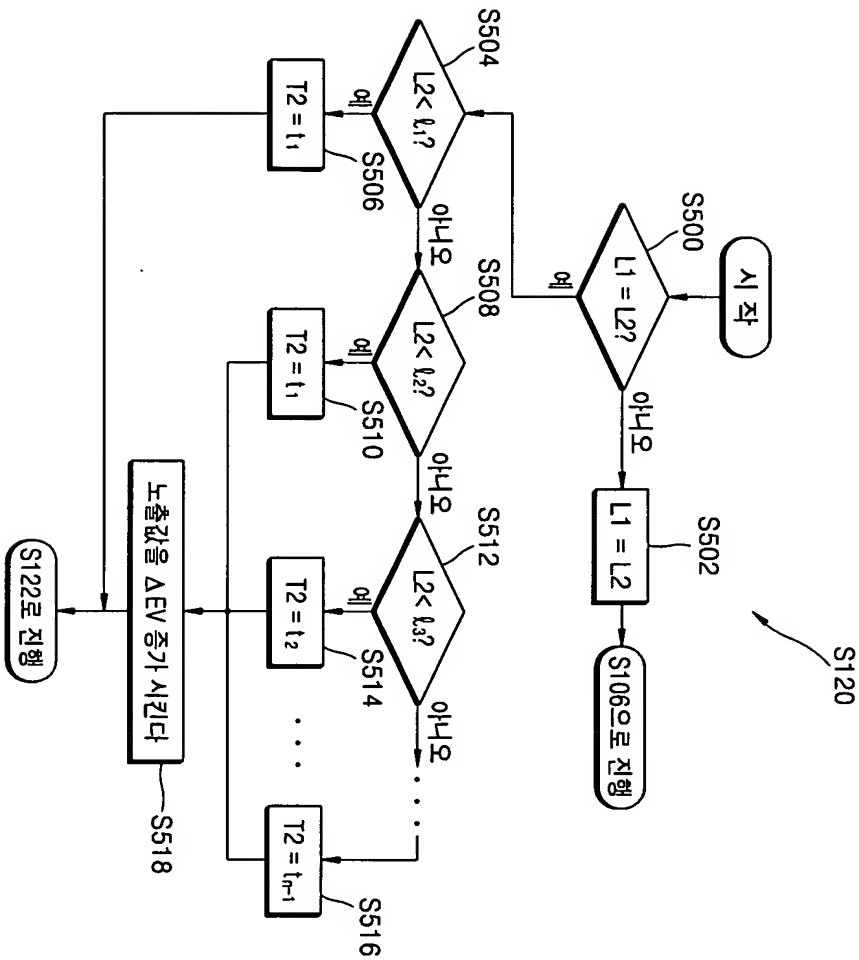 S120
시 작
S500
L1 = L2?
예
아니오
S502
L1 = L2
S106으로 진행
S504
L2 < ℓ₁?
예
아니오
S506
T2 = t₁
S508
L2 < ℓ₂?
예
아니오
S510
T2 = t₁
S512
L2 < ℓ₃?
예
아니오
S514
T2 = t₂
· · ·
· · ·
T2 = tₙ₋₁
S516
노출값을 ΔEV 증가 시킨다
S518
S122로 진행